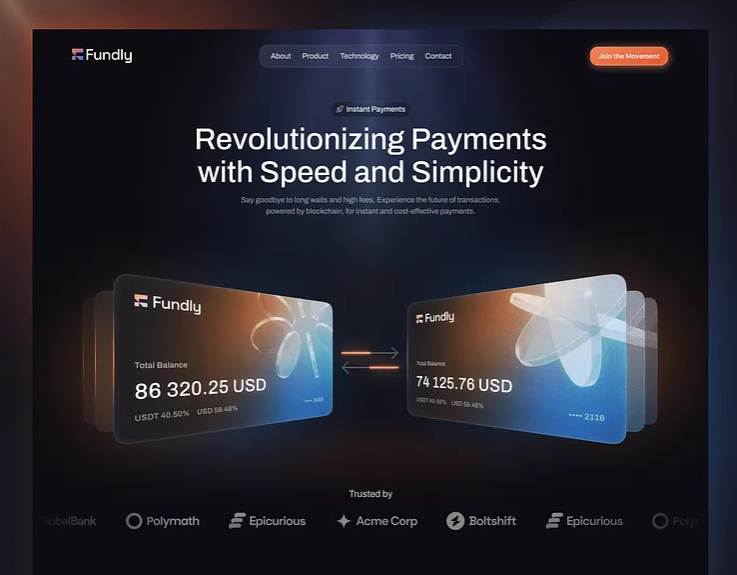 Fundly
About Product Technology Pricing Contact
Join the Movement
Instant Payments
Revolutionizing Payments
with Speed and Simplicity
Say goodbye to long waits and high fees. Experience the future of transactions,
powered by blockchain, for instant and cost-effective payments.
Fundly
Total Balance
86 320.25 USD
USDT 40.50% USD 59.48%
Fundly
Total Balance
74 125.76 USD
USDT 40.50% USD 59.48%
•••• 2116
Trusted by
Polymath Epicurious Acme Corp Boltshift Epicurious